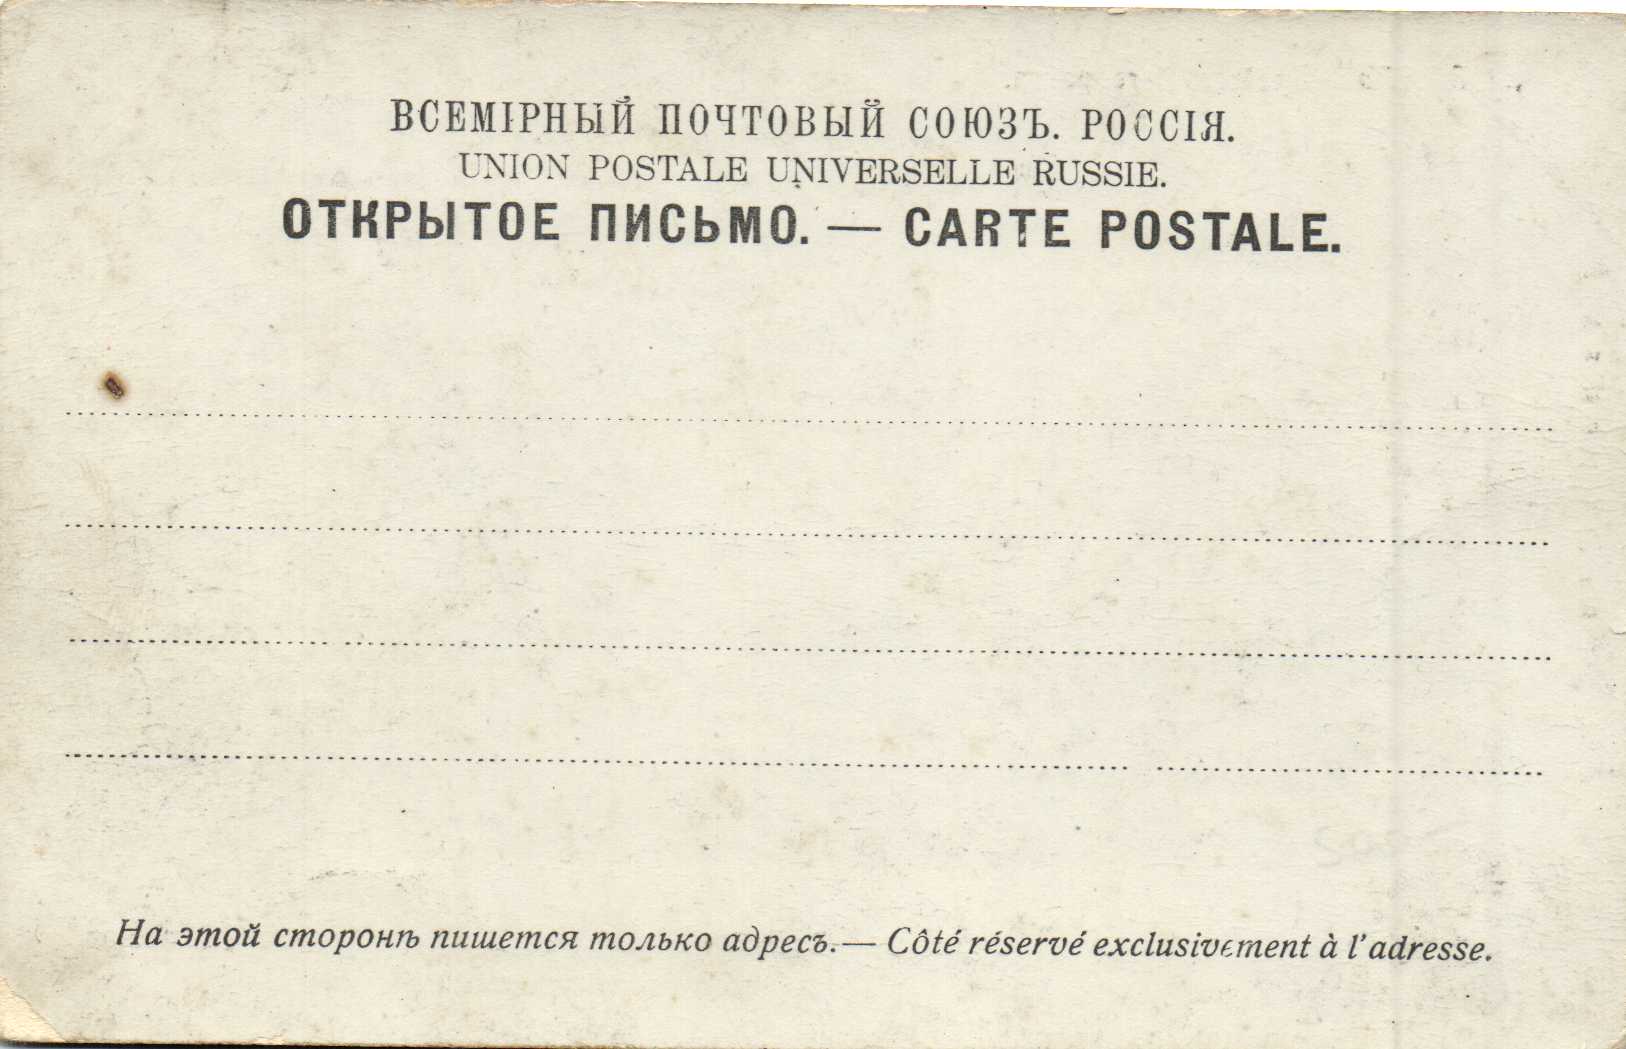 ВСЕМІРНЫЙ ПОЧТОВЫЙ СОЮЗЪ. РОССІЯ.
UNION POSTALE UNIVERSELLE RUSSIE.
ОТКРЫТОЕ ПИСЬМО. — CARTE POSTALE.
На этой сторонѣ пишется только адресъ.— Côté réservé exclusivement à l'adresse.